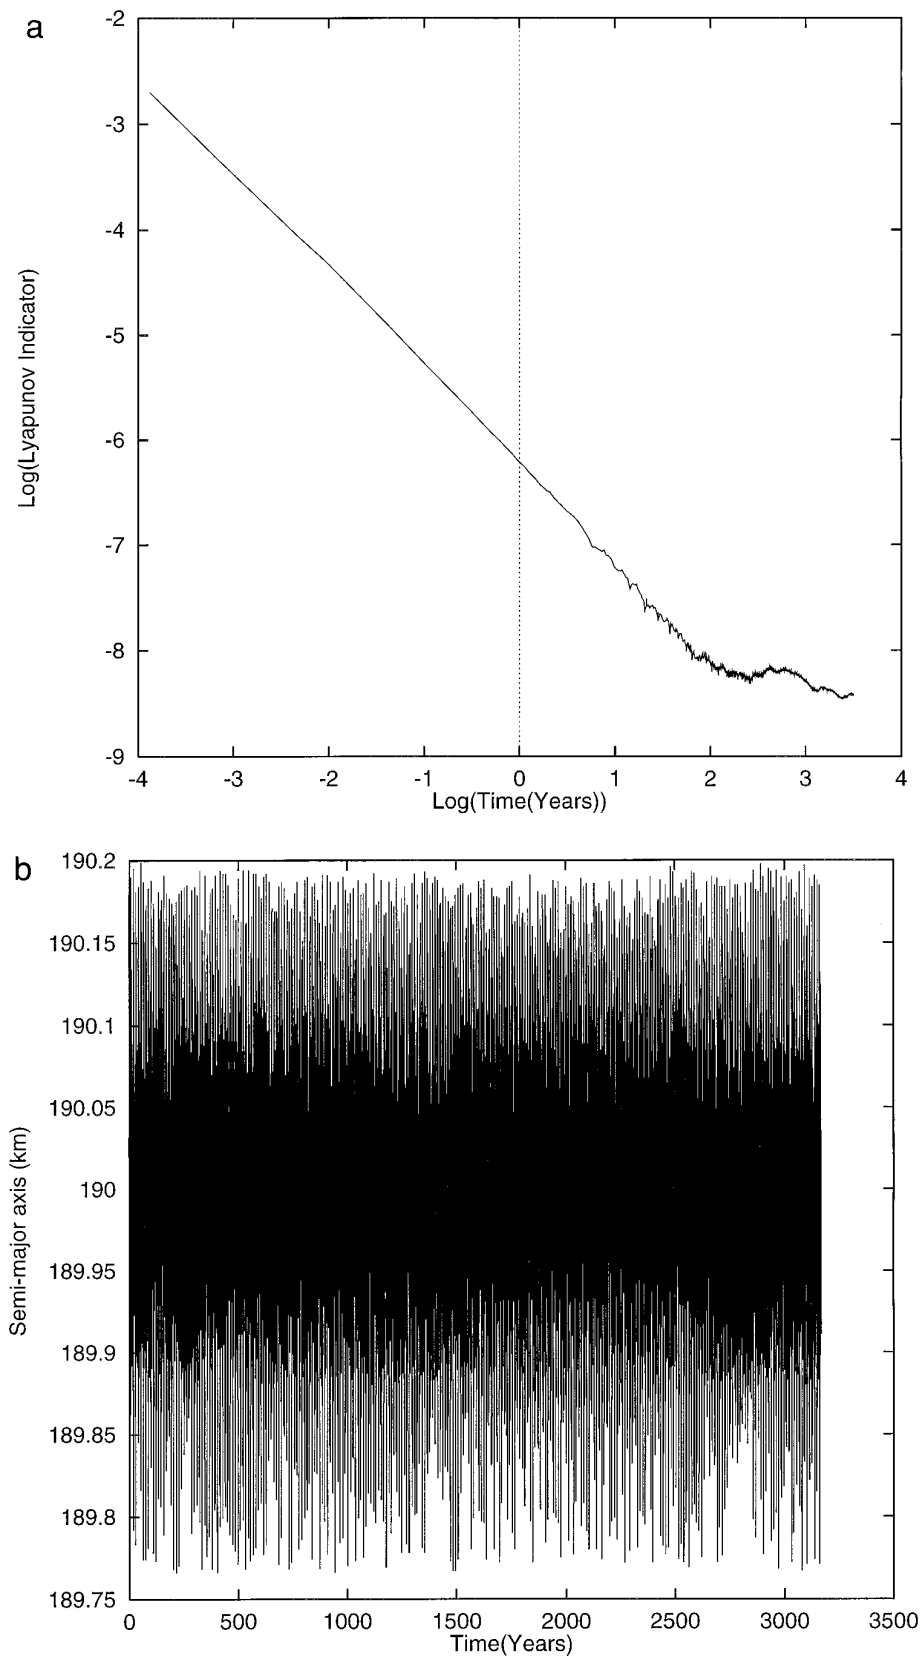 a
-2
-3
-4
-5
-6
-7
-8
-9
Log(Lyapunov Indicator)
-4 -3 -2 -1 0 1 2 3 4
Log(Time(Years))
b
190.2
190.15
190.1
190.05
190
189.95
189.9
189.85
189.8
189.75
Semi-major axis (km)
0 500 1000 1500 2000 2500 3000 3500
Time(Years)